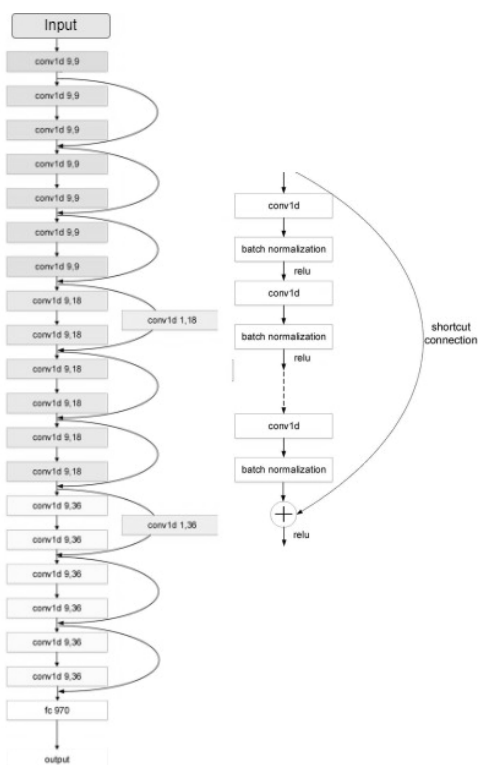 Input
conv1d 9,9
conv1d 9,9
conv1d 9,9
conv1d 9,9
conv1d 9,9
conv1d 9,9
conv1d 9,9
conv1d 9,18
conv1d 1,18
conv1d 9,18
conv1d 9,18
conv1d 9,18
conv1d 9,18
conv1d 9,18
conv1d 9,36
conv1d 1,36
conv1d 9,36
conv1d 9,36
conv1d 9,36
conv1d 9,36
conv1d 9,36
fc 970
output
conv1d
batch normalization
relu
conv1d
batch normalization
relu
conv1d
batch normalization
relu
shortcut
connection